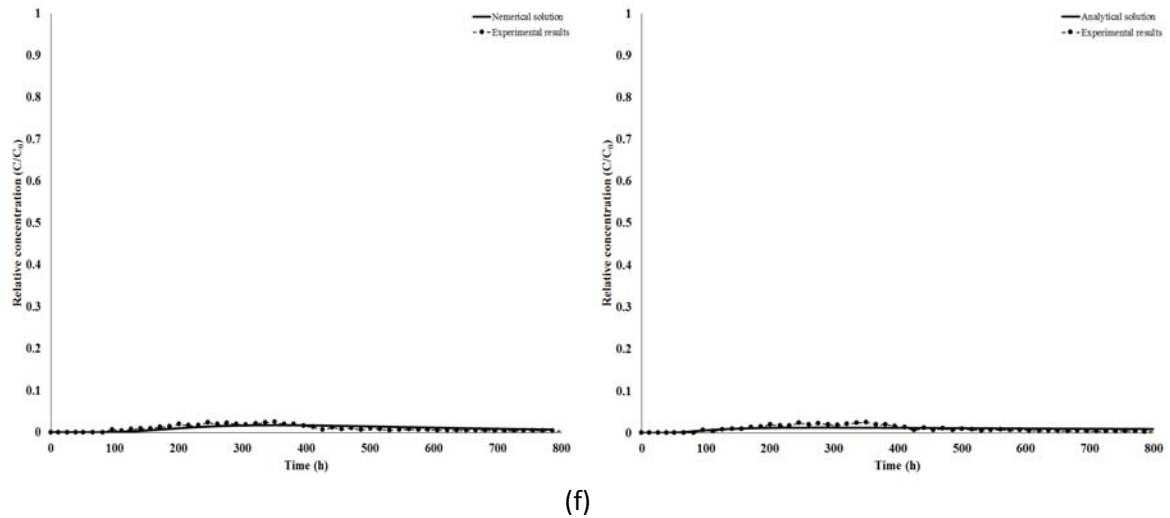 Nemerical solution
Experimental results
1
0.9
0.8
0.7
0.6
0.5
0.4
0.3
0.2
0.1
0
Relative concentration (C/C₀)
0 100 200 300 400 500 600 700 800
Time (h)
Analytical solution
Experimental results
1
0.9
0.8
0.7
0.6
0.5
0.4
0.3
0.2
0.1
0
Relative concentration (C/C₀)
0 100 200 300 400 500 600 700 800
Time (h)
(f)